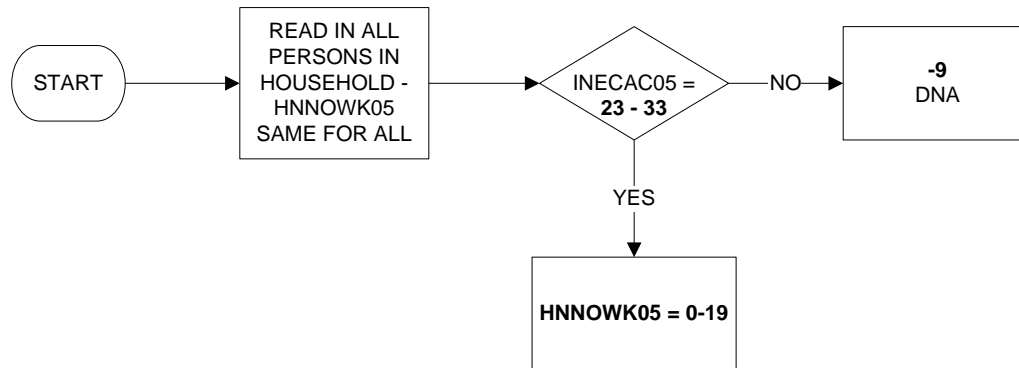 START
READ IN ALL
PERSONS IN
HOUSEHOLD -
HNNOWK05
SAME FOR ALL
INECAC05 =
23 - 33
NO
-9
DNA
YES
HNNOWK05 = 0-19